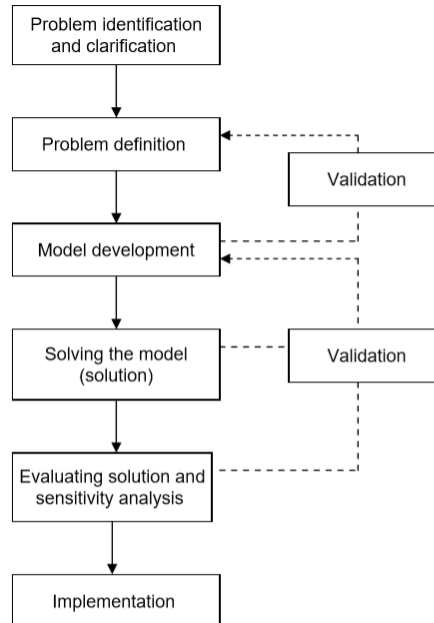 Problem identification
and clarification
Problem definition
Validation
Model development
Solving the model
(solution)
Validation
Evaluating solution and
sensitivity analysis
Implementation